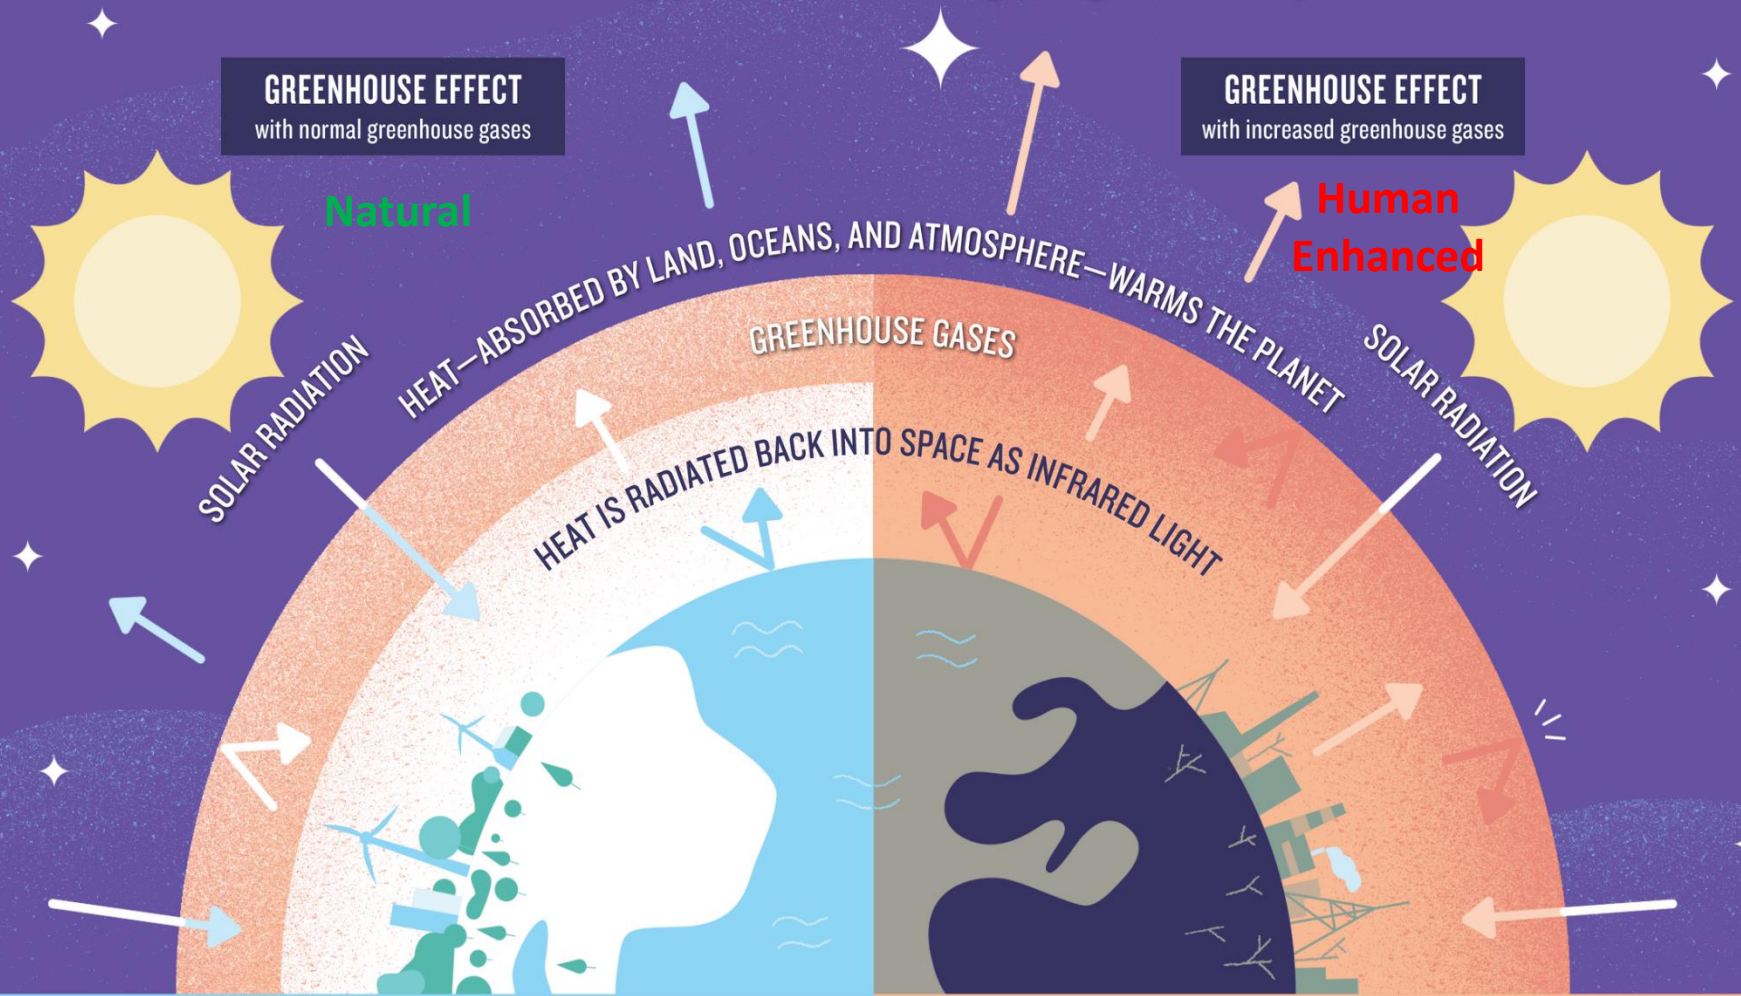 GREENHOUSE EFFECT
with normal greenhouse gases
Natural
GREENHOUSE EFFECT
with increased greenhouse gases
Human
Enhanced
SOLAR RADIATION
HEAT—ABSORBED BY LAND, OCEANS, AND ATMOSPHERE—WARMS THE PLANET
SOLAR RADIATION
GREENHOUSE GASES
HEAT IS RADIATED BACK INTO SPACE AS INFRARED LIGHT